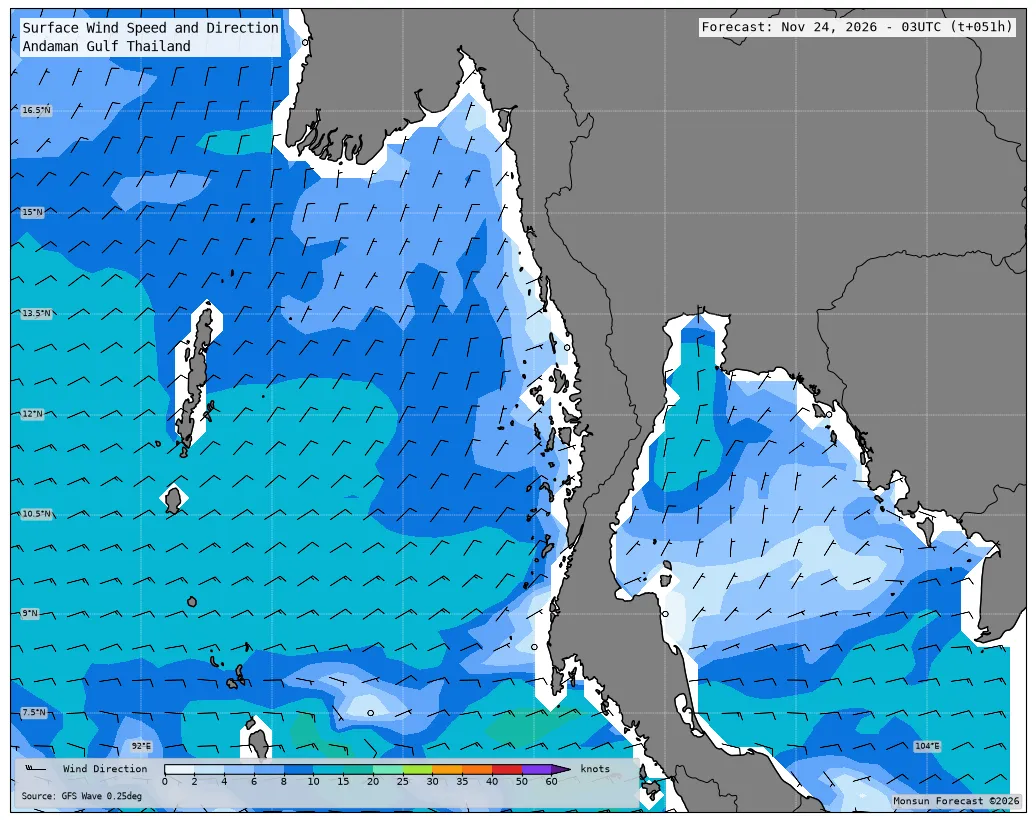 Surface Wind Speed and Direction
Andaman Gulf Thailand
Forecast: Nov 24, 2026 - 03UTC (t+051h)
16.5°N
15°N
13.5°N
12°N
10.5°N
9°N
7.5°N
92°E
104°E
Wind Direction
knots
0 2 4 6 8 10 15 20 25 30 35 40 50 60
Source: GFS Wave 0.25deg
Monsun Forecast ©2026